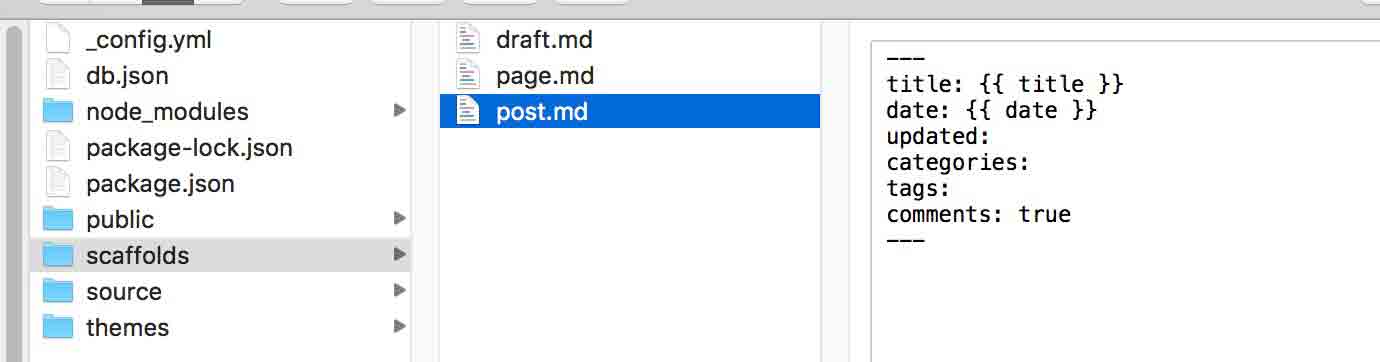 _config.yml
db.json
node_modules
package-lock.json
package.json
public
scaffolds
source
themes
draft.md
page.md
post.md
---
title: {{ title }}
date: {{ date }}
updated:
categories:
tags:
comments: true
---